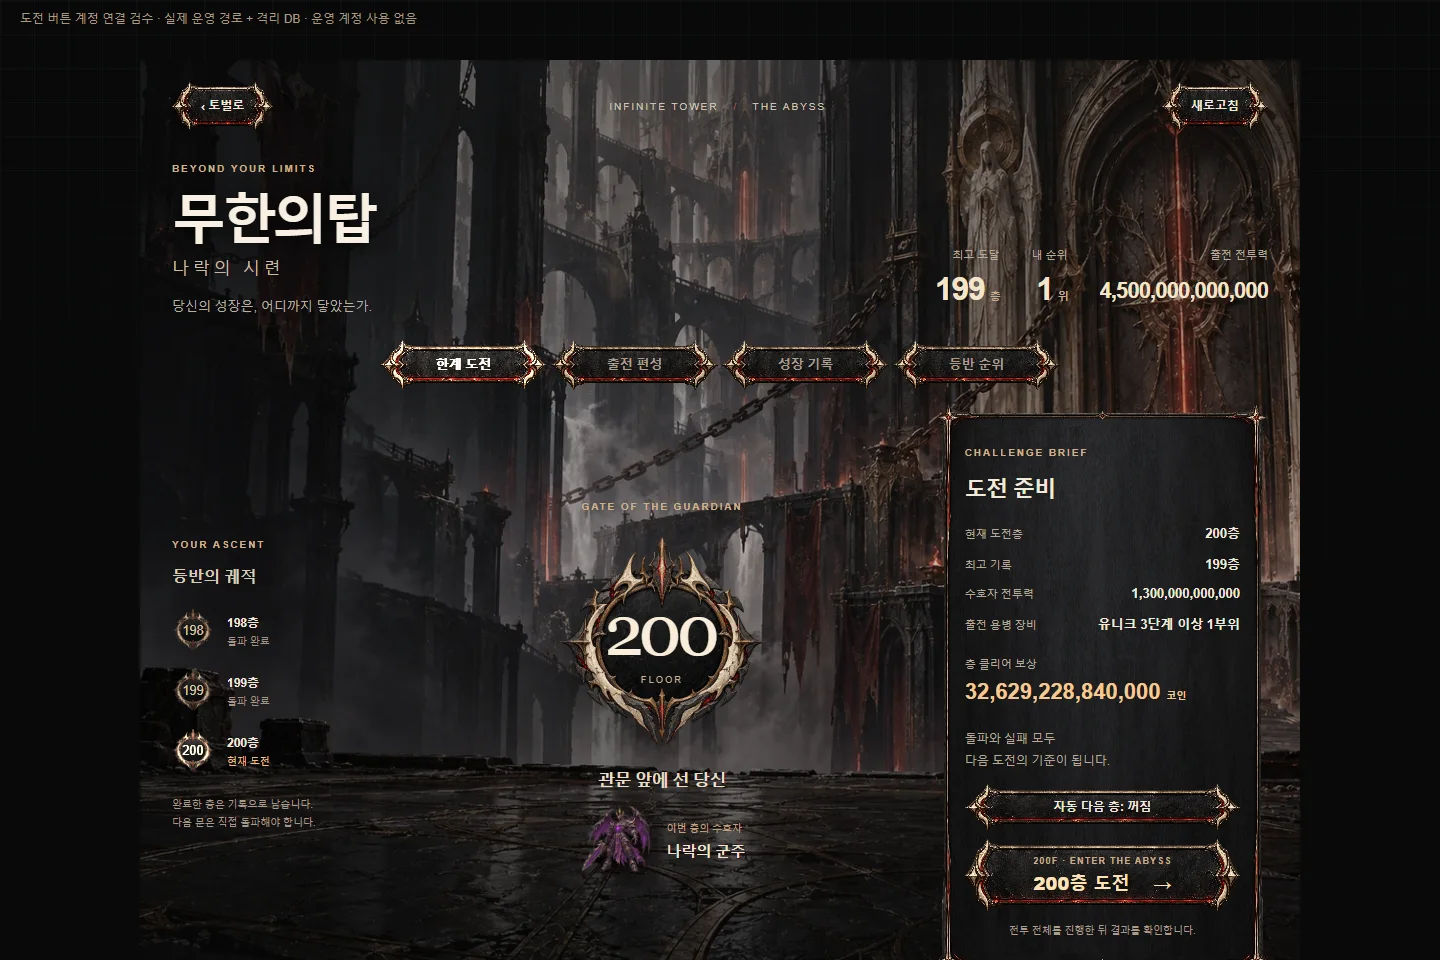 도전 버튼 계정 연결 검수 · 실제 운영 경로 + 격리 DB · 운영 계정 사용 없음
‹ 토벌로
INFINITE TOWER / THE ABYSS
새로고침
BEYOND YOUR LIMITS
무한의탑
나락의 시련
당신의 성장은, 어디까지 닿았는가.
최고 도달
199 층
내 순위
1 위
출전 전투력
4,500,000,000,000
한계 도전
출전 편성
성장 기록
등반 순위
YOUR ASCENT
등반의 궤적
198
198층
돌파 완료
199
199층
돌파 완료
200
200층
현재 도전
완료한 층은 기록으로 남습니다.
다음 문은 직접 돌파해야 합니다.
GATE OF THE GUARDIAN
200
FLOOR
관문 앞에 선 당신
이번 층의 수호자
나락의 군주
CHALLENGE BRIEF
도전 준비
현재 도전층 200층
최고 기록 199층
수호자 전투력 1,300,000,000,000
출전 용병 장비 유니크 3단계 이상 1부위
층 클리어 보상
32,629,228,840,000 코인
돌파와 실패 모두
다음 도전의 기준이 됩니다.
자동 다음 층: 꺼짐
200F · ENTER THE ABYSS
200층 도전 →
전투 전체를 진행한 뒤 결과를 확인합니다.